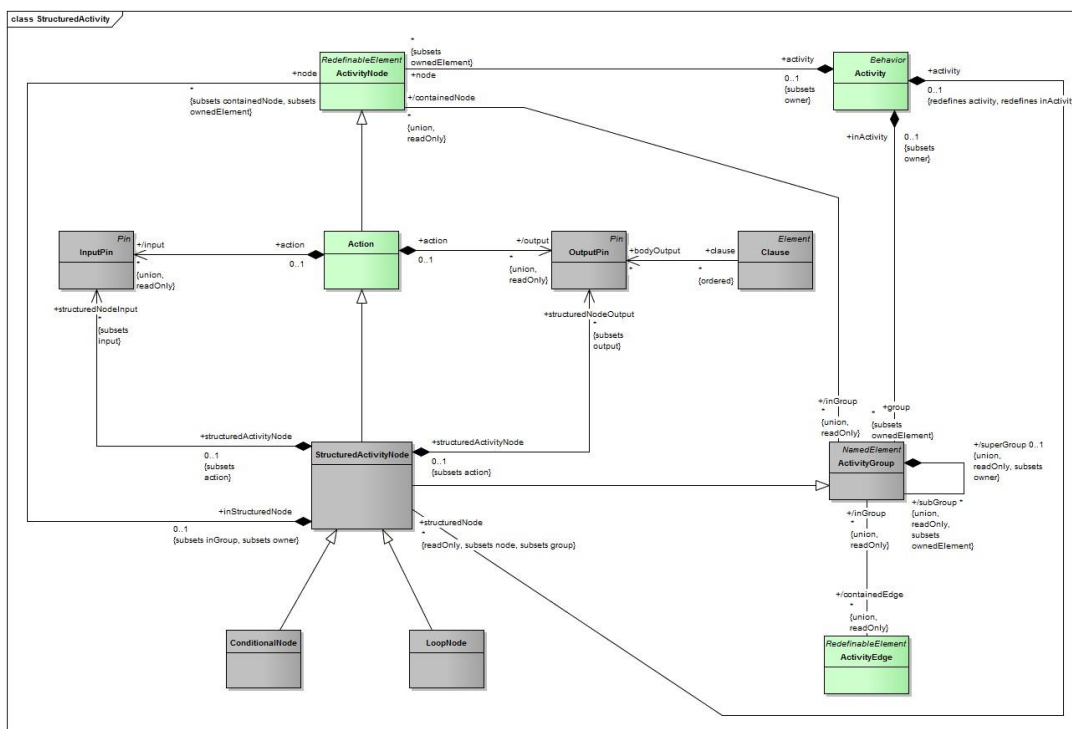 class StructuredActivity
RedefinableElement
ActivityNode
+node
*
{subsets containedNode, subsets
ownedElement}
*
{subsets
ownedElement}
+node
+/containedNode
*
{union,
readOnly}
+activity
0..1
{subsets
owner}
Behavior
Activity
+activity
0..1
{redefines activity, redefines inActivity
+inActivity
0..1
{subsets
owner}
Pin
InputPin
+/input
*
{union,
readOnly}
+action
0..1
Action
+action
0..1
+/output
*
{union,
readOnly}
Pin
OutputPin
+bodyOutput
*
+clause
*
{ordered}
Element
Clause
+structuredNodeInput
*
{subsets
input}
+structuredNodeOutput
*
{subsets
output}
+/inGroup
*
{union,
readOnly}
+group
*
{subsets
ownedElement}
+structuredActivityNode
0..1
{subsets
action}
StructuredActivityNode
+structuredActivityNode
0..1
{subsets action}
NamedElement
ActivityGroup
+/superGroup 0..1
{union,
readOnly, subsets
owner}
+/subGroup *
{union,
readOnly,
subsets
ownedElement}
+inStructuredNode
0..1
{subsets inGroup, subsets owner}
+structuredNode
*
{readOnly, subsets node, subsets group}
+/inGroup
*
{union,
readOnly}
+/containedEdge
*
{union,
readOnly}
ConditionalNode
LoopNode
RedefinableElement
ActivityEdge